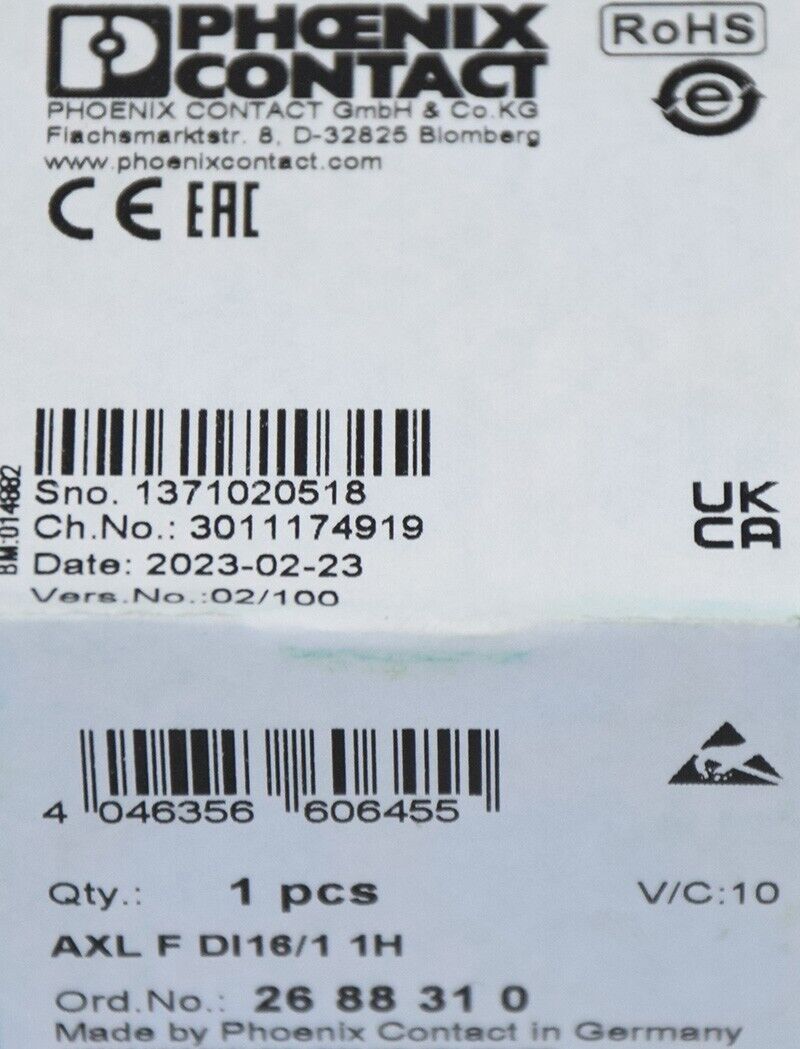 PHOENIX
CONTACT
RoHS
e
PHOENIX CONTACT GmbH & Co.KG
Flachsmarktstr. 8, D-32825 Blomberg
www.phoenixcontact.com
CE EAC
BM:014882
Sno. 1371020518
Ch.No.: 3011174919
Date: 2023-02-23
Vers.No.:02/100
UK
CA
4 046356 606455
Qty.: 1 pcs
V/C:10
AXL F DI16/1 1H
Ord.No.: 26 88 31 0
Made by Phoenix Contact in Germany